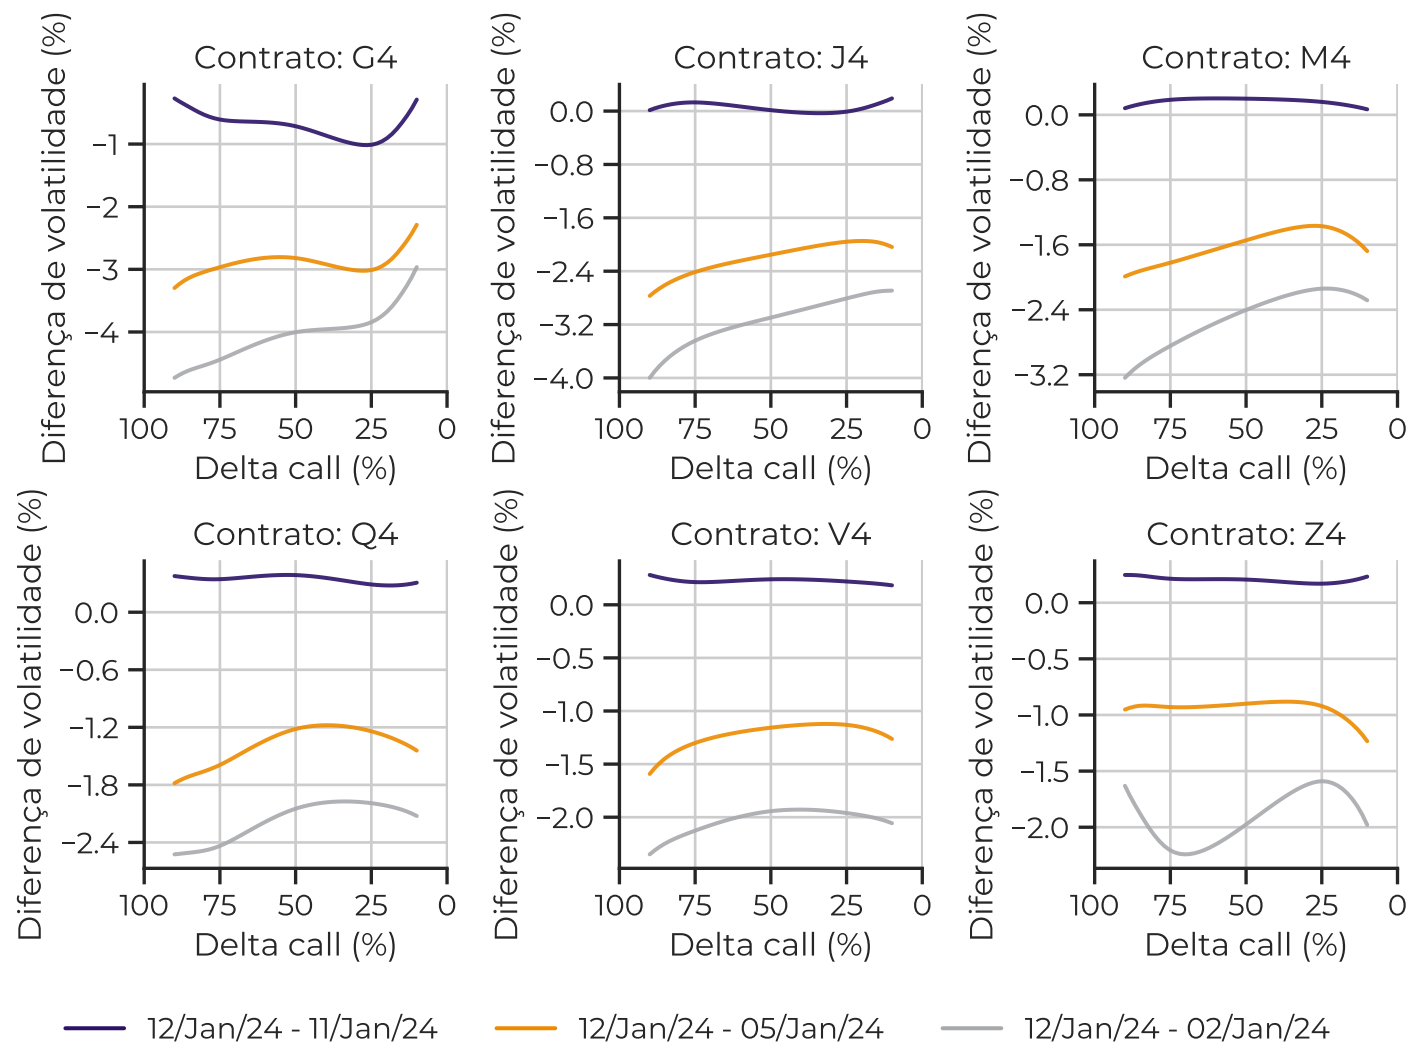 Contrato: G4
Diferença de volatilidade (%)
−1
−2
−3
−4
100 75 50 25 0
Delta call (%)
Contrato: J4
Diferença de volatilidade (%)
0.0
−0.8
−1.6
−2.4
−3.2
−4.0
100 75 50 25 0
Delta call (%)
Contrato: M4
Diferença de volatilidade (%)
0.0
−0.8
−1.6
−2.4
−3.2
100 75 50 25 0
Delta call (%)
Contrato: Q4
Diferença de volatilidade (%)
0.0
−0.6
−1.2
−1.8
−2.4
100 75 50 25 0
Delta call (%)
Contrato: V4
Diferença de volatilidade (%)
0.0
−0.5
−1.0
−1.5
−2.0
100 75 50 25 0
Delta call (%)
Contrato: Z4
Diferença de volatilidade (%)
0.0
−0.5
−1.0
−1.5
−2.0
100 75 50 25 0
Delta call (%)
12/Jan/24 - 11/Jan/24 12/Jan/24 - 05/Jan/24 12/Jan/24 - 02/Jan/24